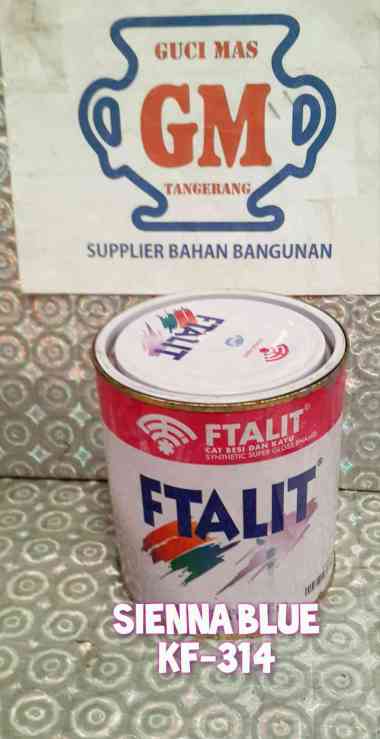 GUCI MAS
GM
TANGERANG
SUPPLIER BAHAN BANGUNAN
FTALIT
FTALIT
CAT BESI DAN KAYU
SYNTHETIC SUPER GLOSS ENAMEL
FTALIT
SIENNA BLUE
KF-314